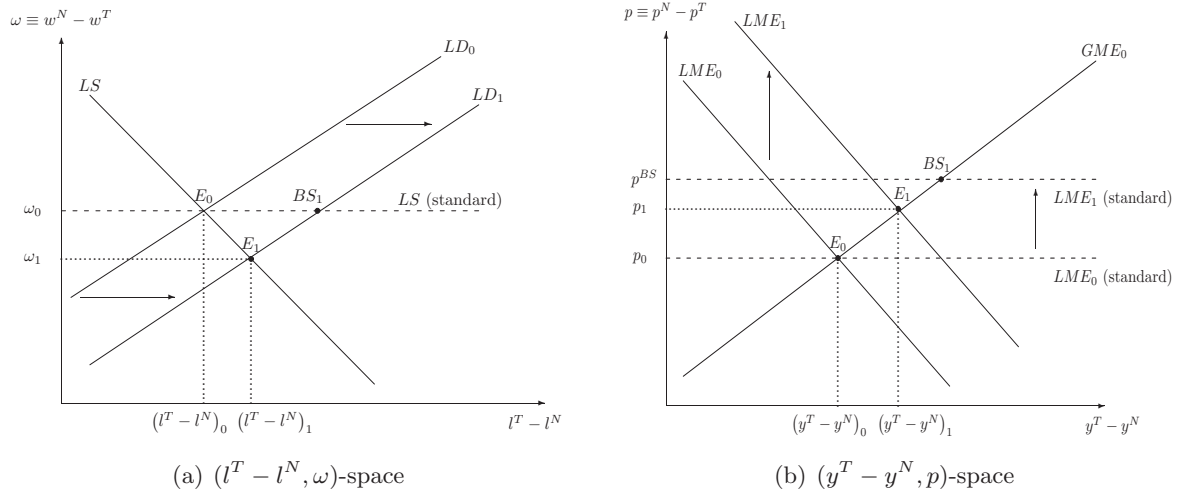 ω ≡ w^N − w^T
LD_0
LS
LD_1
E_0
BS_1
LS (standard)
ω_0
E_1
ω_1
(l^T − l^N)_0 (l^T − l^N)_1
l^T − l^N
(a) (l^T − l^N, ω)-space
p ≡ p^N − p^T
LME_1
GME_0
LME_0
BS_1
p^{BS}
LME_1 (standard)
E_1
p_1
E_0
p_0
LME_0 (standard)
(y^T − y^N)_0 (y^T − y^N)_1
y^T − y^N
(b) (y^T − y^N, p)-space